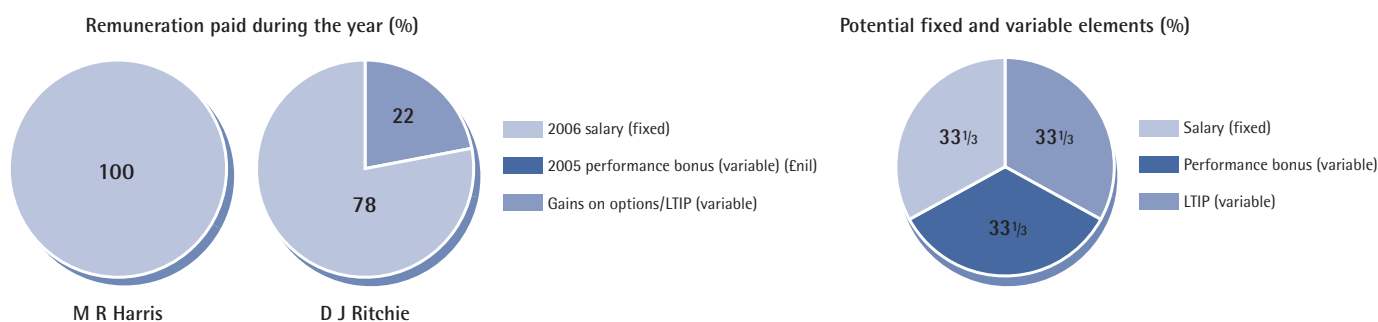 Remuneration paid during the year (%)
100
M R Harris
22
78
D J Ritchie
2006 salary (fixed)
2005 performance bonus (variable) (£nil)
Gains on options/LTIP (variable)
Potential fixed and variable elements (%)
33 1/3
33 1/3
33 1/3
Salary (fixed)
Performance bonus (variable)
LTIP (variable)